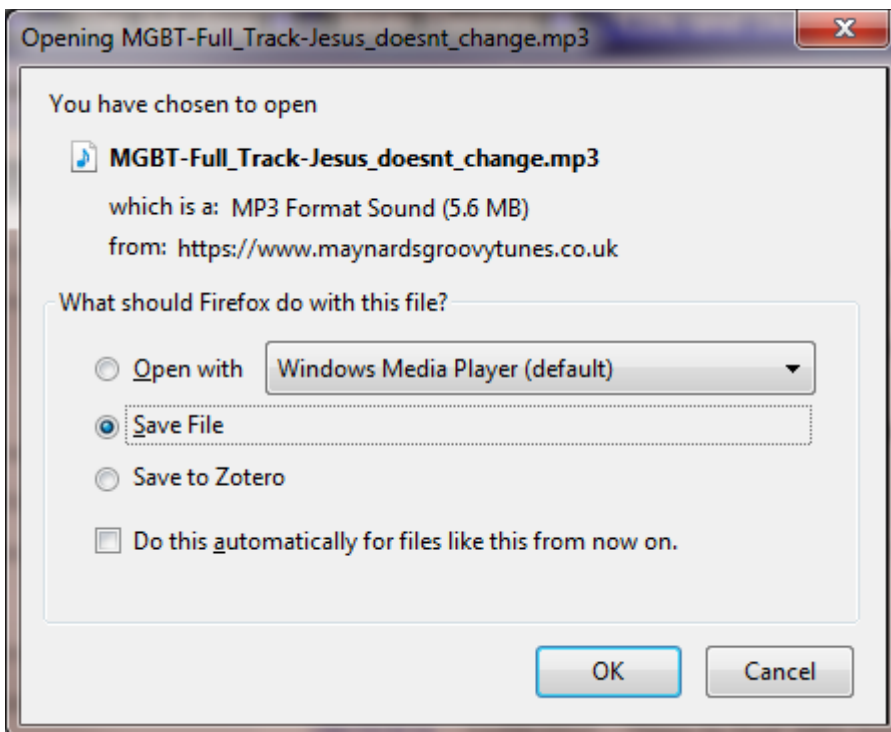 Opening MGBT-Full_Track-Jesus_doesnt_change.mp3
You have chosen to open
MGBT-Full_Track-Jesus_doesnt_change.mp3
which is a: MP3 Format Sound (5.6 MB)
from: https://www.maynardsgroovytunes.co.uk
What should Firefox do with this file?
Open with Windows Media Player (default)
Save File
Save to Zotero
Do this automatically for files like this from now on.
OK Cancel